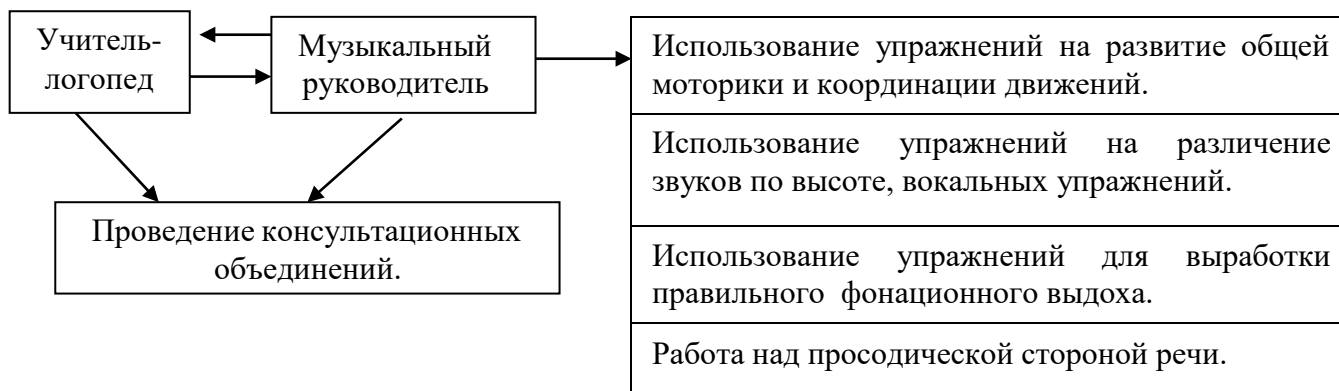 Учитель-
логопед
Музыкальный
руководитель
Проведение консультационных
объединений.
Использование упражнений на развитие общей
моторики и координации движений.
Использование упражнений на различение
звуков по высоте, вокальных упражнений.
Использование упражнений для выработки
правильного фонационного выдоха.
Работа над просодической стороной речи.